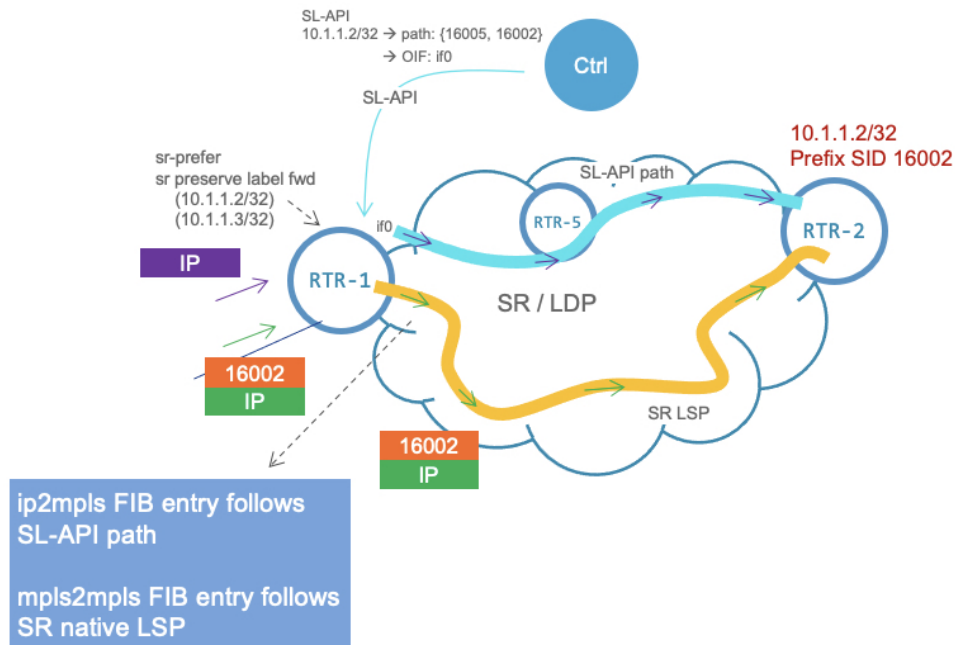 SL-API
10.1.1.2/32 → path: {16005, 16002}
→ OIF: if0
Ctrl
SL-API
10.1.1.2/32
Prefix SID 16002
sr-prefer
sr preserve label fwd
(10.1.1.2/32)
(10.1.1.3/32)
SL-API path
if0
RTR-5
RTR-2
IP
RTR-1
SR / LDP
16002
IP
SR LSP
16002
IP
ip2mpls FIB entry follows
SL-API path
mpls2mpls FIB entry follows
SR native LSP